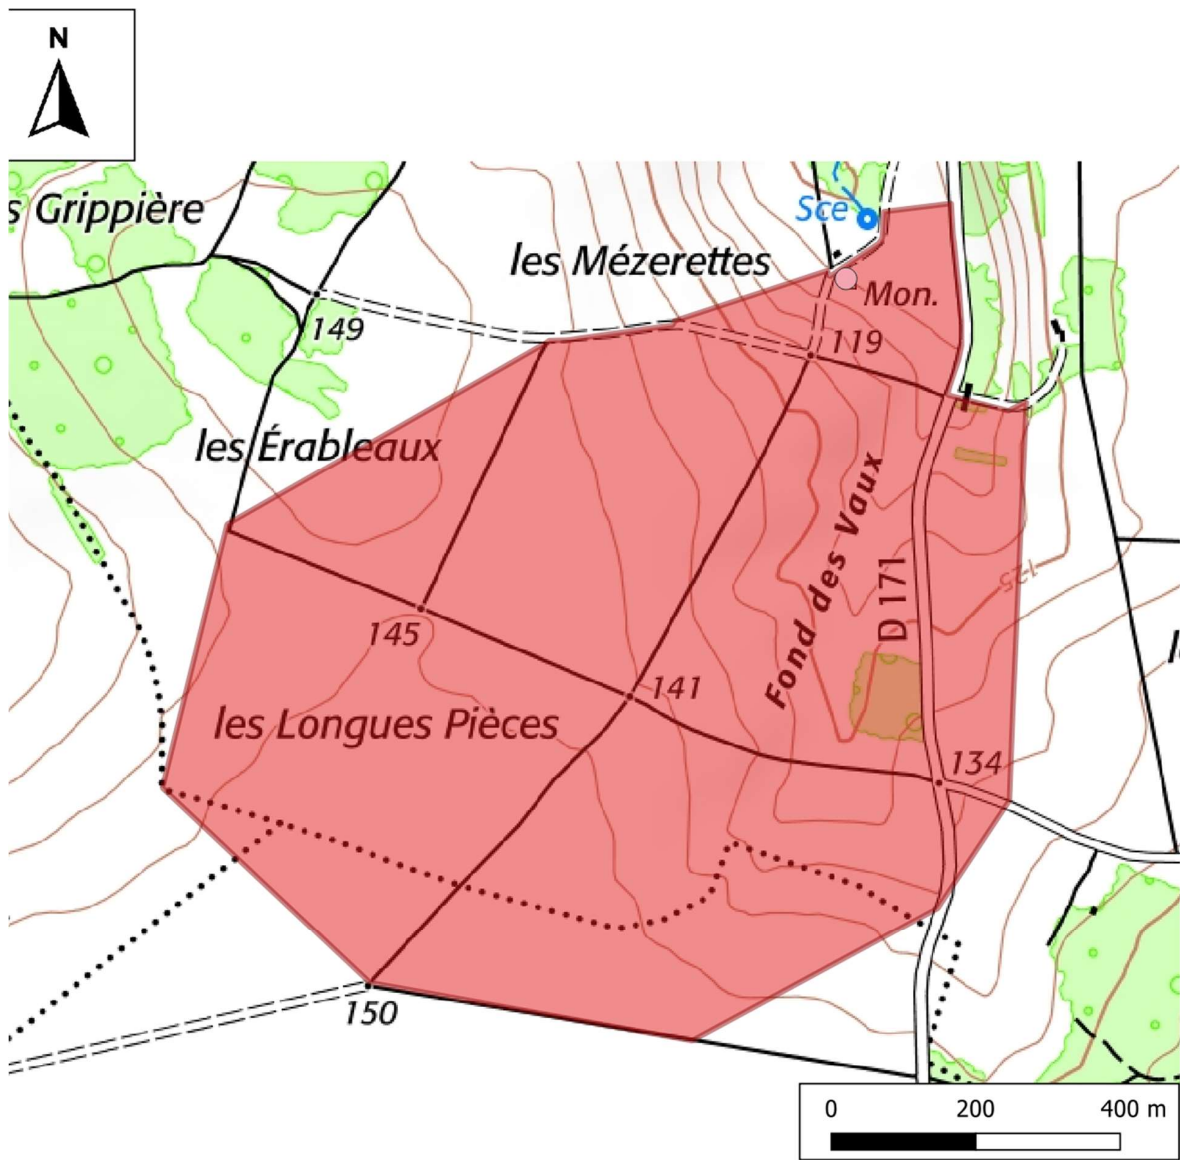 N
s Grippière
Sce
les Mézerettes
Mon.
149
119
les Érableaux
Fond des Vaux
125
D 171
145
141
les Longues Pièces
134
150
0 200 400 m